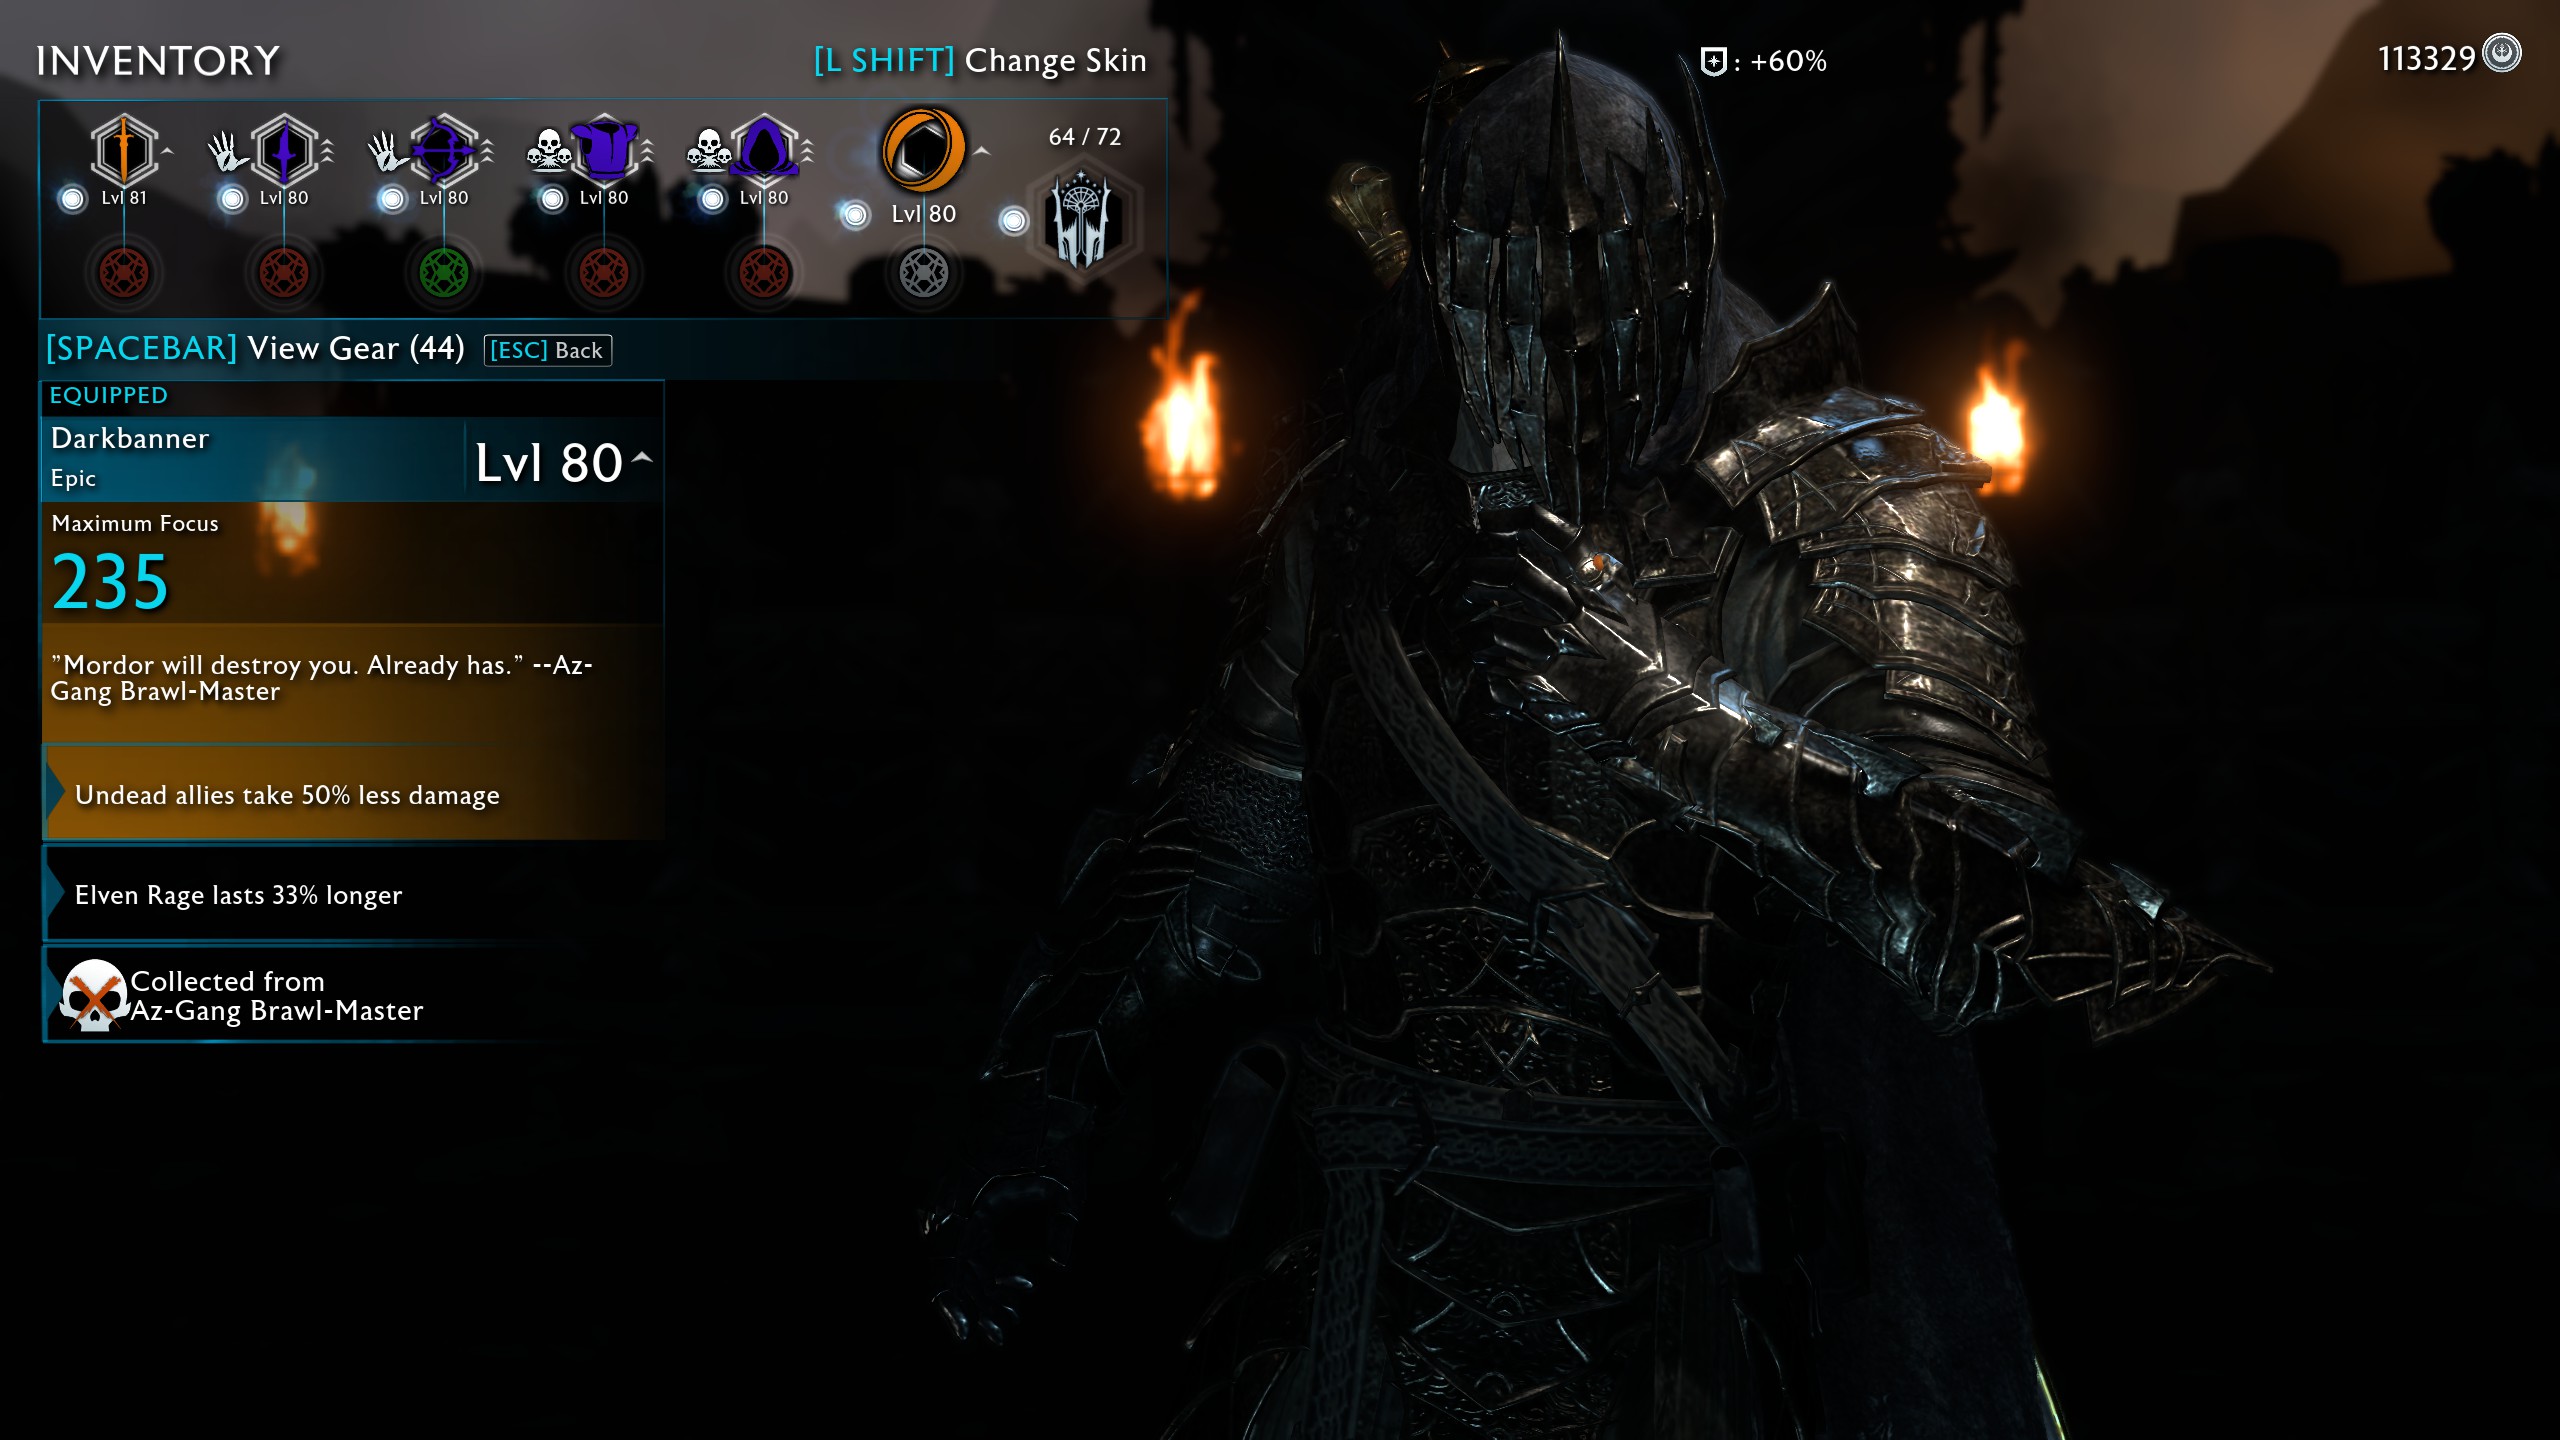 INVENTORY
[L SHIFT] Change Skin
: +60%
113329
64 / 72
Lvl 81
Lvl 80
Lvl 80
Lvl 80
Lvl 80
Lvl 80
[SPACEBAR] View Gear (44) [ESC] Back
EQUIPPED
Darkbanner
Epic
Lvl 80
Maximum Focus
235
"Mordor will destroy you. Already has." --Az-
Gang Brawl-Master
Undead allies take 50% less damage
Elven Rage lasts 33% longer
Collected from
Az-Gang Brawl-Master